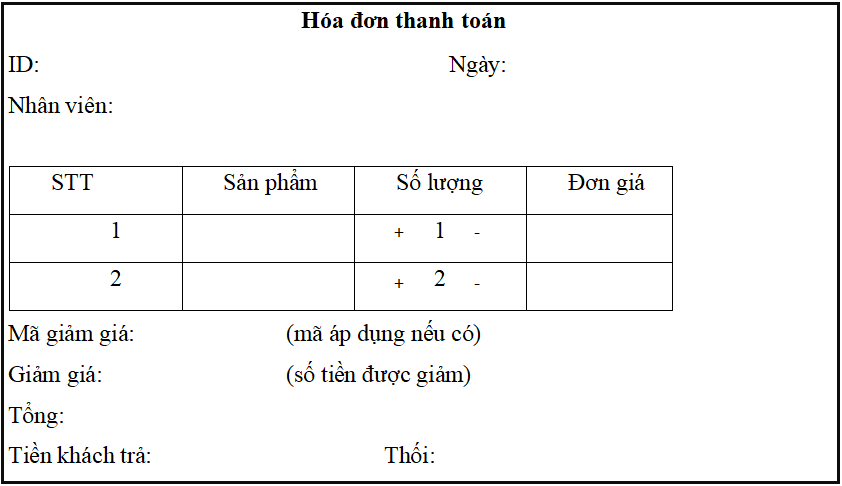 Hóa đơn thanh toán
ID: Ngày:
Nhân viên:
STT Sản phẩm Số lượng Đơn giá
1 + 1 -
2 + 2 -
Mã giảm giá: (mã áp dụng nếu có)
Giảm giá: (số tiền được giảm)
Tổng:
Tiền khách trả: Thối: